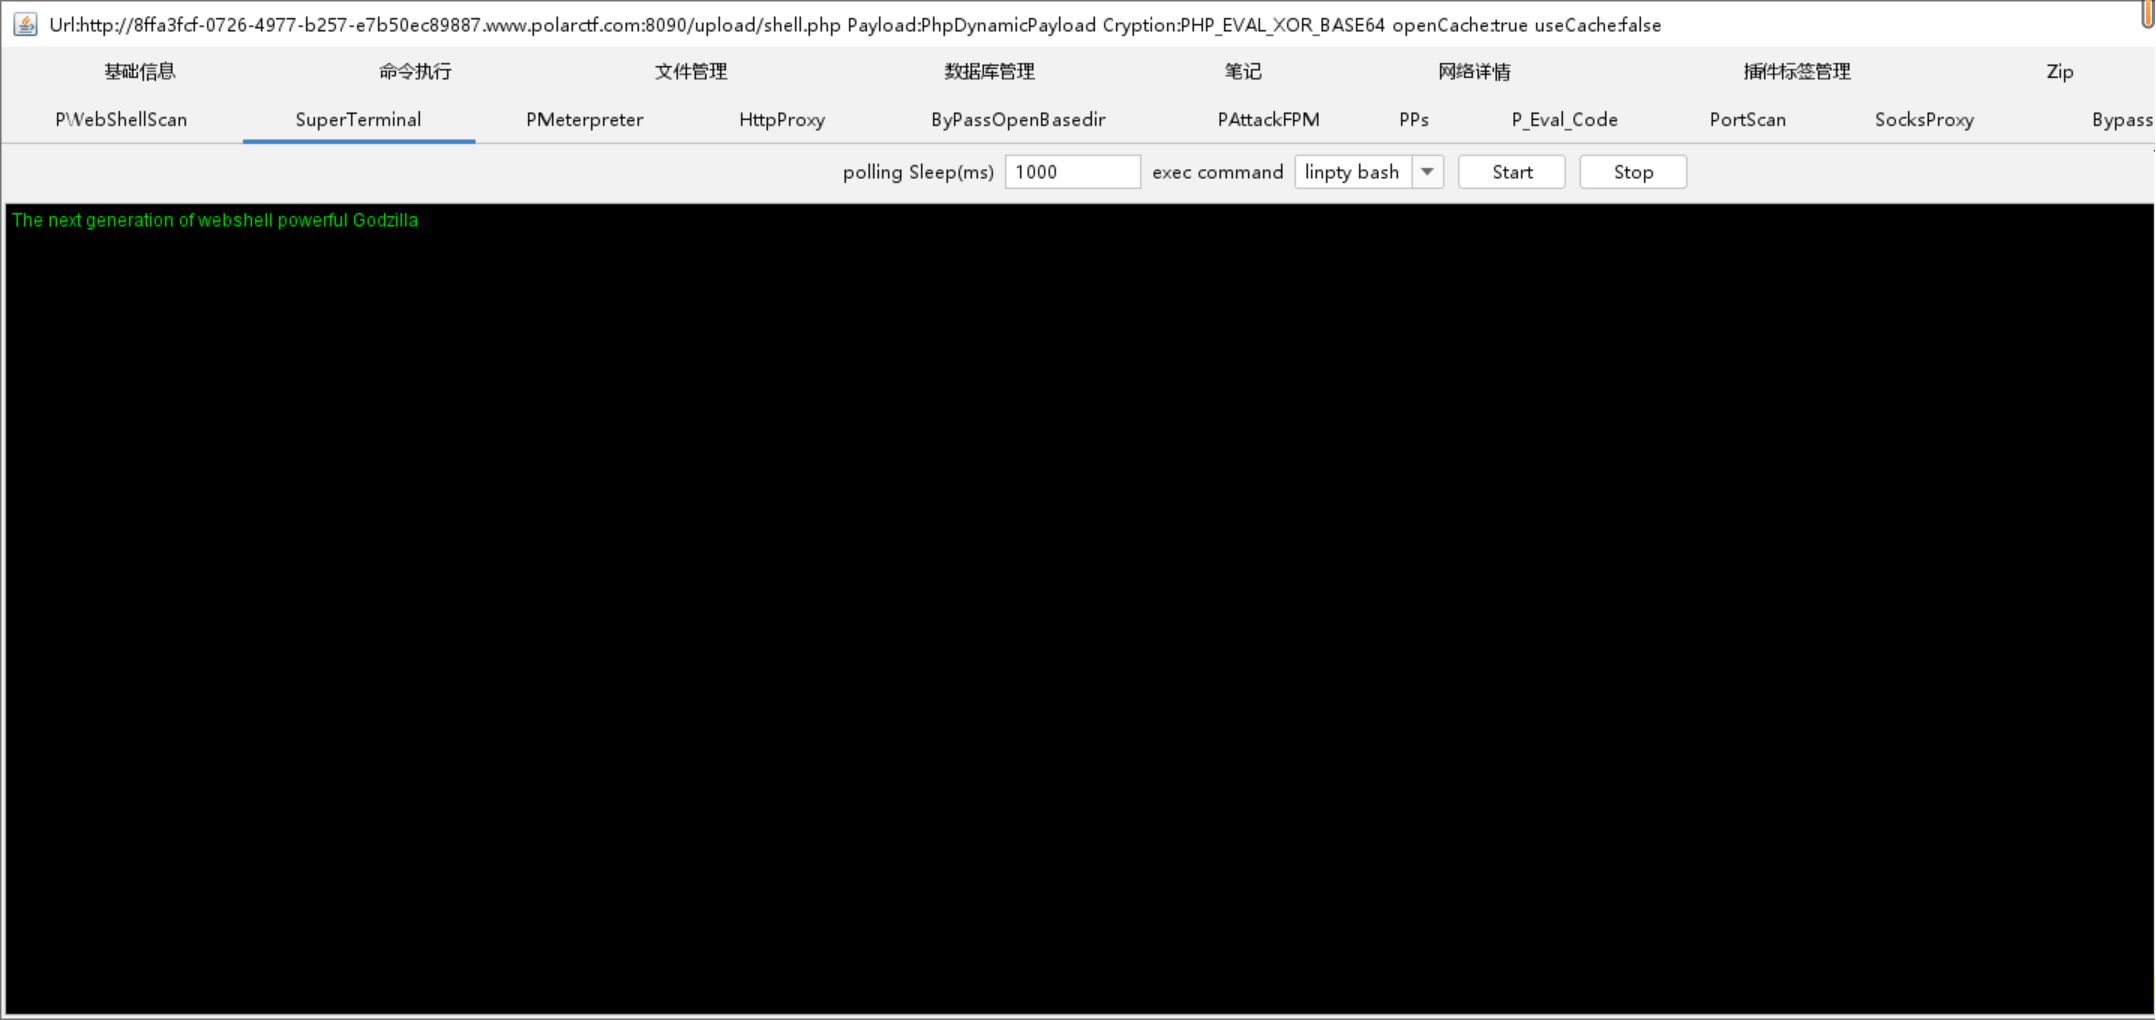 Url:http://8ffa3fcf-0726-4977-b257-e7b50ec89887.www.polarctf.com:8090/upload/shell.php Payload:PhpDynamicPayload Cryption:PHP_EVAL_XOR_BASE64 openCache:true useCache:false
基础信息 命令执行 文件管理 数据库管理 笔记 网络详情 插件标签管理 Zip
PWebShellScan SuperTerminal PMeterpreter HttpProxy ByPassOpenBasedir PAttackFPM PPs P_Eval_Code PortScan SocksProxy Bypass
polling Sleep(ms) 1000 exec command linpty bash Start Stop
The next generation of webshell powerful Godzilla